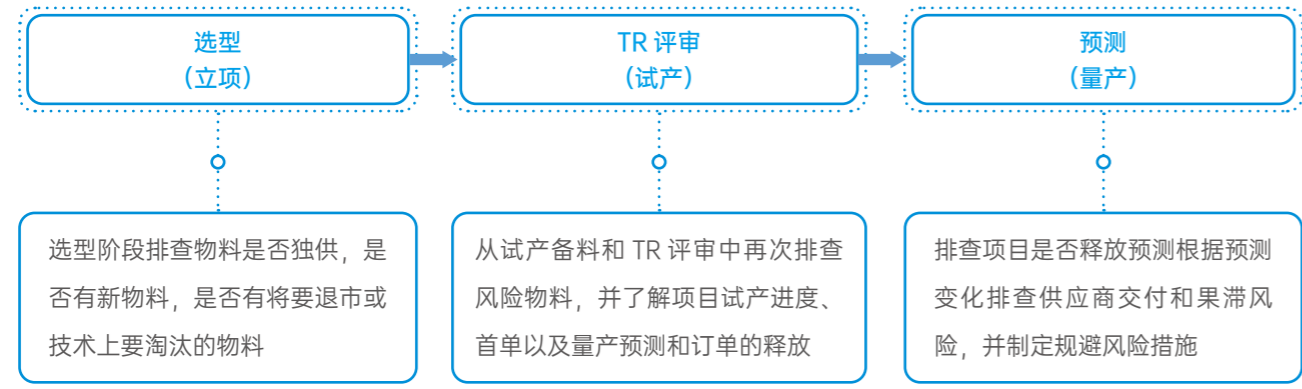 选型
（立项）
TR 评审
（试产）
预测
（量产）
选型阶段排查物料是否独供，是
否有新物料，是否有将要退市或
技术上要淘汰的物料
从试产备料和 TR 评审中再次排查
风险物料，并了解项目试产进度、
首单以及量产预测和订单的释放
排查项目是否释放预测根据预测
变化排查供应商交付和果滞风
险，并制定规避风险措施